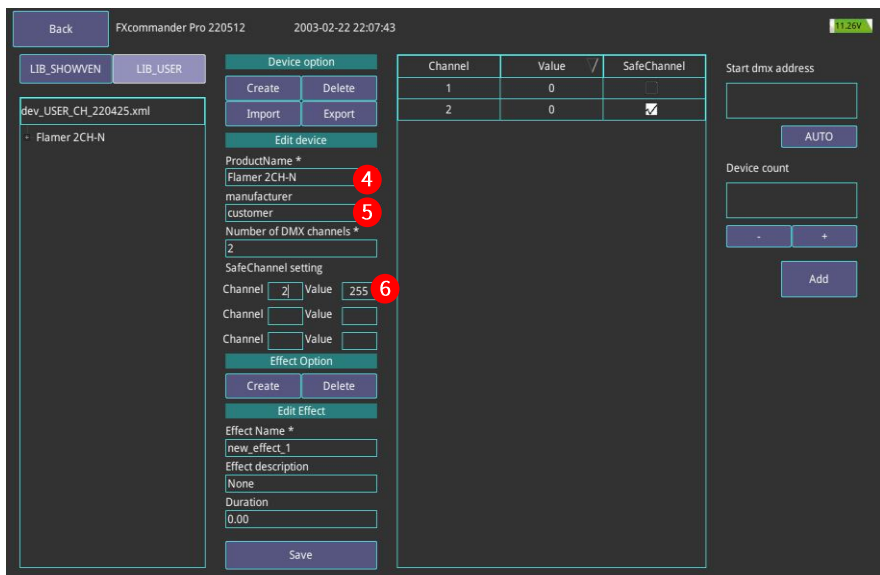 Back
FXcommander Pro 220512
2003-02-22 22:07:43
11.26V
LIB_SHOWVEN
LIB_USER
dev_USER_CH_220425.xml
Flamer 2CH-N
Device option
Create
Delete
Import
Export
Edit device
ProductName *
Flamer 2CH-N
4
manufacturer
customer
5
Number of DMX channels *
2
SafeChannel setting
Channel 2 Value 255
6
Channel Value
Channel Value
Effect Option
Create
Delete
Edit Effect
Effect Name *
new_effect_1
Effect description
None
Duration
0.00
Save
Channel Value SafeChannel
1 0
2 0
Start dmx address
AUTO
Device count
- +
Add